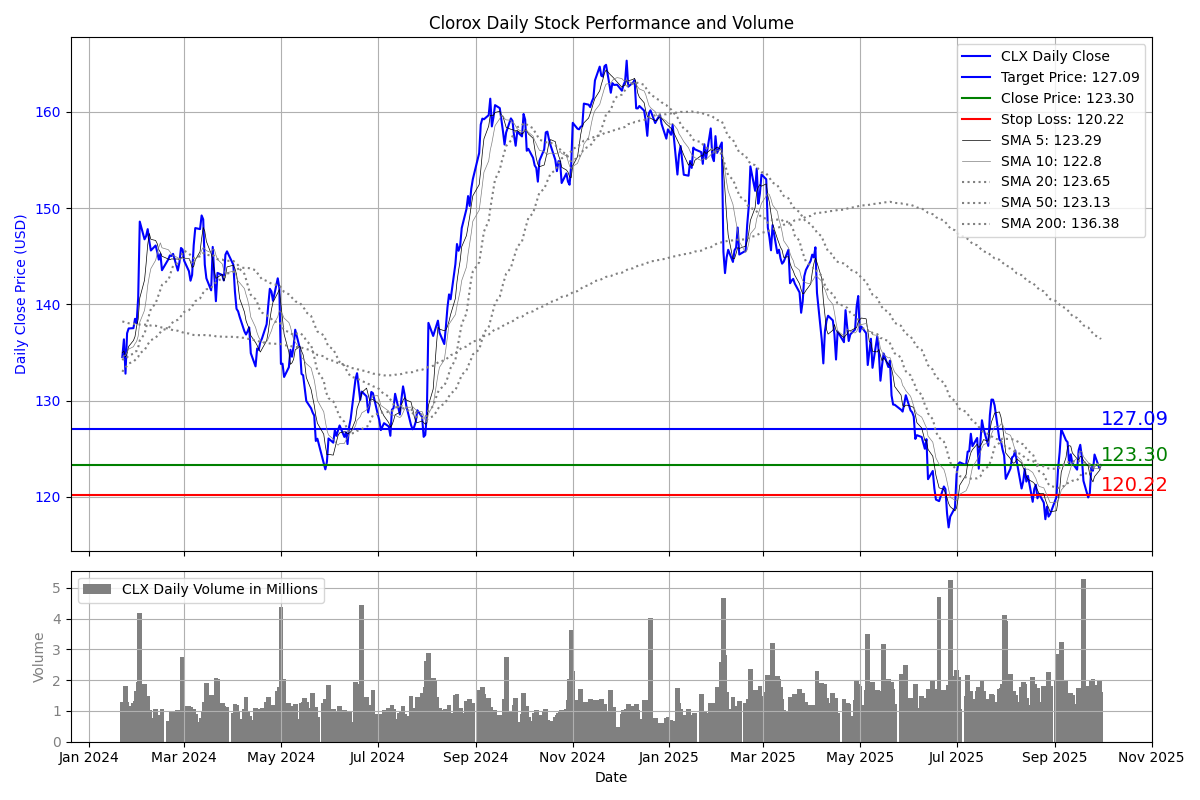 Clorox Daily Stock Performance and Volume
Daily Close Price (USD)
160
150
140
130
120
CLX Daily Close
Target Price: 127.09
Close Price: 123.30
Stop Loss: 120.22
SMA 5: 123.29
SMA 10: 122.8
SMA 20: 123.65
SMA 50: 123.13
SMA 200: 136.38
127.09
123.30
120.22
CLX Daily Volume in Millions
Volume
5
4
3
2
1
0
Jan 2024 Mar 2024 May 2024 Jul 2024 Sep 2024 Nov 2024 Jan 2025 Mar 2025 May 2025 Jul 2025 Sep 2025 Nov 2025
Date